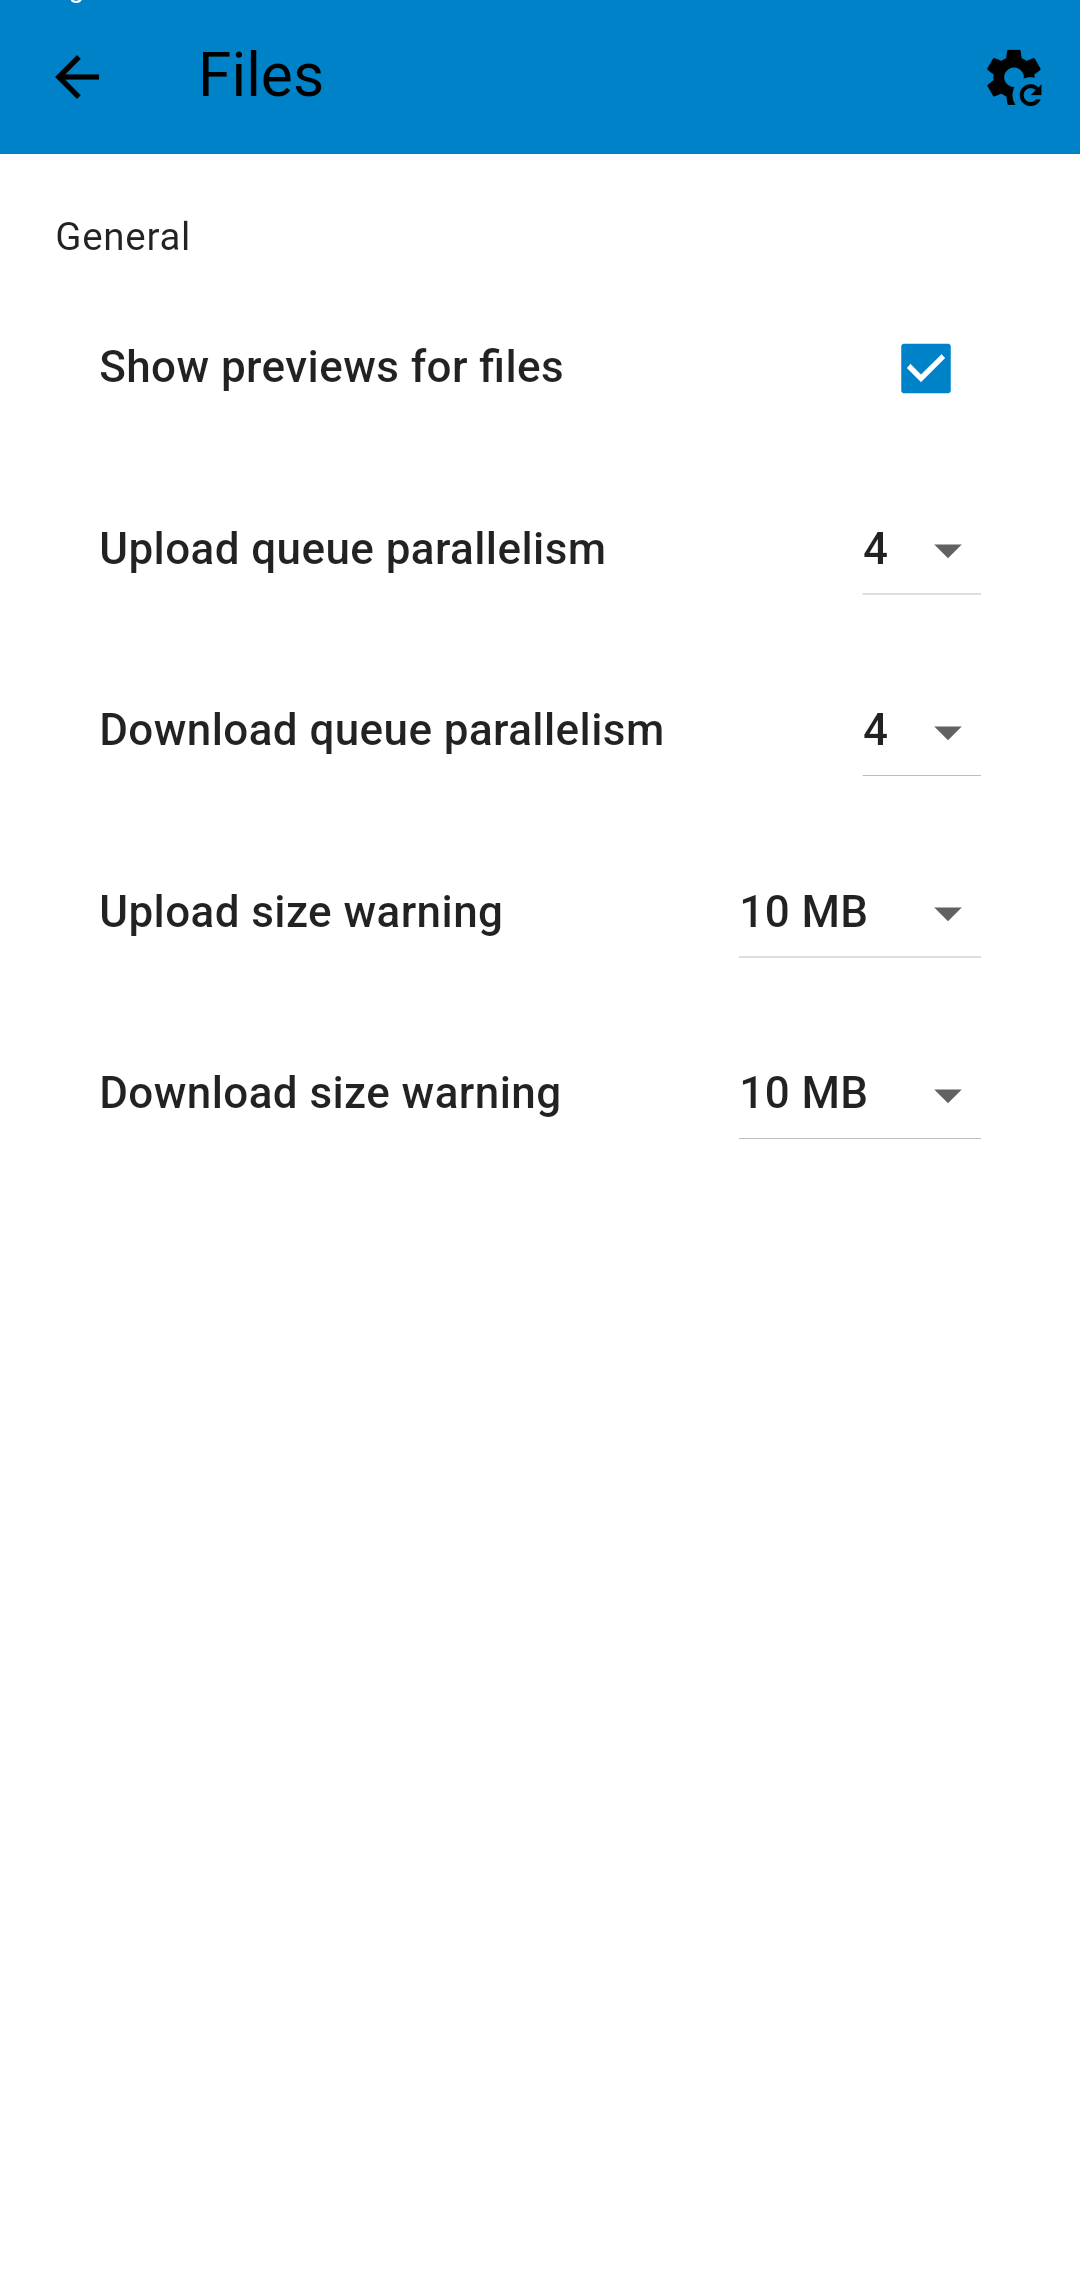 Files
General
Show previews for files
Upload queue parallelism 4
Download queue parallelism 4
Upload size warning 10 MB
Download size warning 10 MB